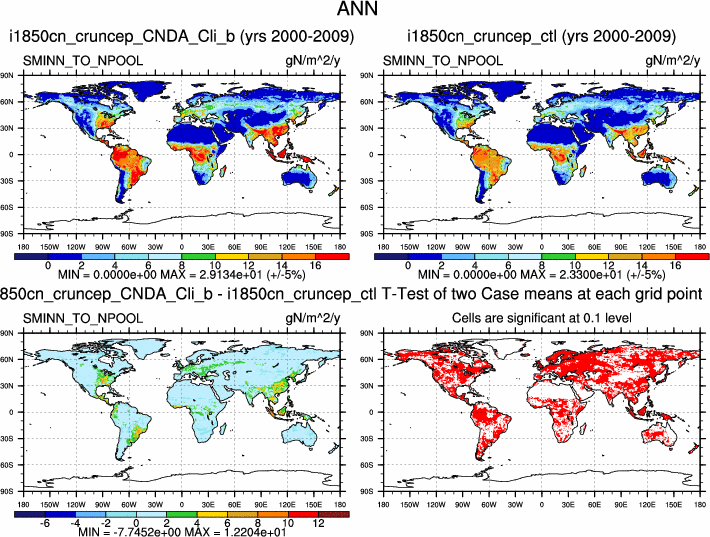 ANN
i1850cn_cruncep_CNDA_Cli_b (yrs 2000-2009)
SMINN_TO_NPOOL gN/m^2/y
90N
60N
30N
0
30S
60S
90S
180 150W 120W 90W 60W 30W 0 30E 60E 90E 120E 150E 180
0 2 4 6 8 10 12 14 16
MIN = 0.0000e+00 MAX = 2.9134e+01 (+/-5%)
i1850cn_cruncep_ctl (yrs 2000-2009)
SMINN_TO_NPOOL gN/m^2/y
90N
60N
30N
0
30S
60S
90S
180 150W 120W 90W 60W 30W 0 30E 60E 90E 120E 150E 180
0 2 4 6 8 10 12 14 16
MIN = 0.0000e+00 MAX = 2.3300e+01 (+/-5%)
850cn_cruncep_CNDA_Cli_b - i1850cn_cruncep_ctl
SMINN_TO_NPOOL gN/m^2/y
90N
60N
30N
0
30S
60S
90S
180 150W 120W 90W 60W 30W 0 30E 60E 90E 120E 150E 180
-6 -4 -2 0 2 4 6 8 10 12
MIN = -7.7452e+00 MAX = 1.2204e+01
T-Test of two Case means at each grid point
Cells are significant at 0.1 level
90N
60N
30N
0
30S
60S
90S
180 150W 120W 90W 60W 30W 0 30E 60E 90E 120E 150E 180